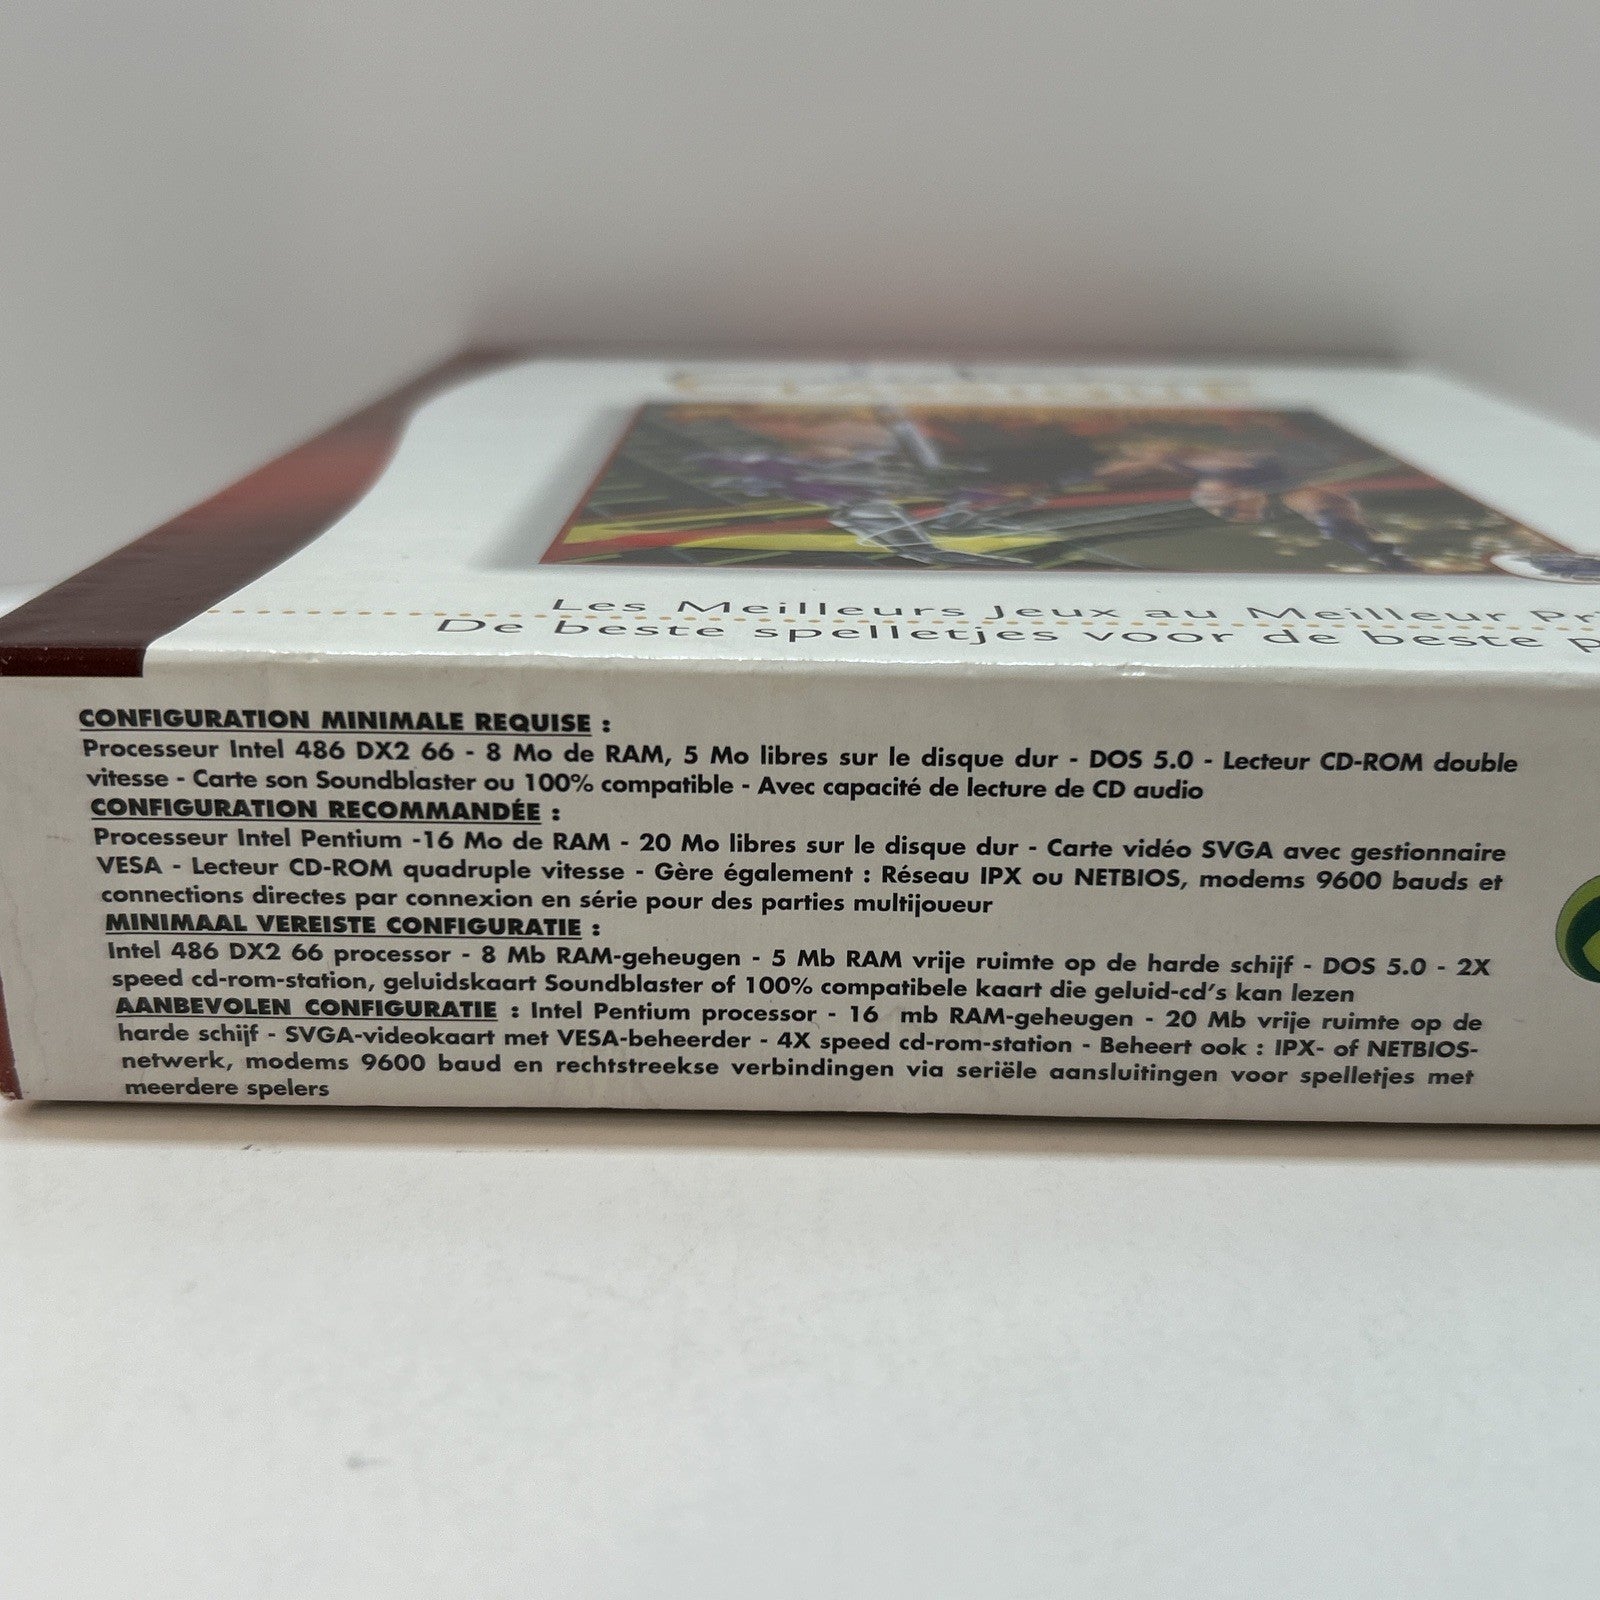 Les Meilleurs Jeux au Meilleur
De beste spelletjes voor de beste
CONFIGURATION MINIMALE REQUISE :
Processeur Intel 486 DX2 66 - 8 Mo de RAM, 5 Mo libres sur le disque dur - DOS 5.0 - Lecteur CD-ROM double
vitesse - Carte son Soundblaster ou 100% compatible - Avec capacité de lecture de CD audio
CONFIGURATION RECOMMANDÉE :
Processeur Intel Pentium -16 Mo de RAM - 20 Mo libres sur le disque dur - Carte vidéo SVGA avec gestionnaire
VESA - Lecteur CD-ROM quadruple vitesse - Gère également : Réseau IPX ou NETBIOS, modems 9600 bauds et
connections directes par connexion en série pour des parties multijoueur
MINIMAAL VEREISTE CONFIGURATIE :
Intel 486 DX2 66 processor - 8 Mb RAM-geheugen - 5 Mb RAM vrije ruimte op de harde schijf - DOS 5.0 - 2X
speed cd-rom-station, geluidskaart Soundblaster of 100% compatibele kaart die geluid-cd's kan lezen
AANBEVOLEN CONFIGURATIE : Intel Pentium processor - 16 mb RAM-geheugen - 20 Mb vrije ruimte op de
harde schijf - SVGA-videokaart met VESA-beheerder - 4X speed cd-rom-station - Beheert ook : IPX- of NETBIOS-
netwerk, modems 9600 baud en rechtstreekse verbindingen via seriële aansluitingen voor spelletjes met
meerdere spelers